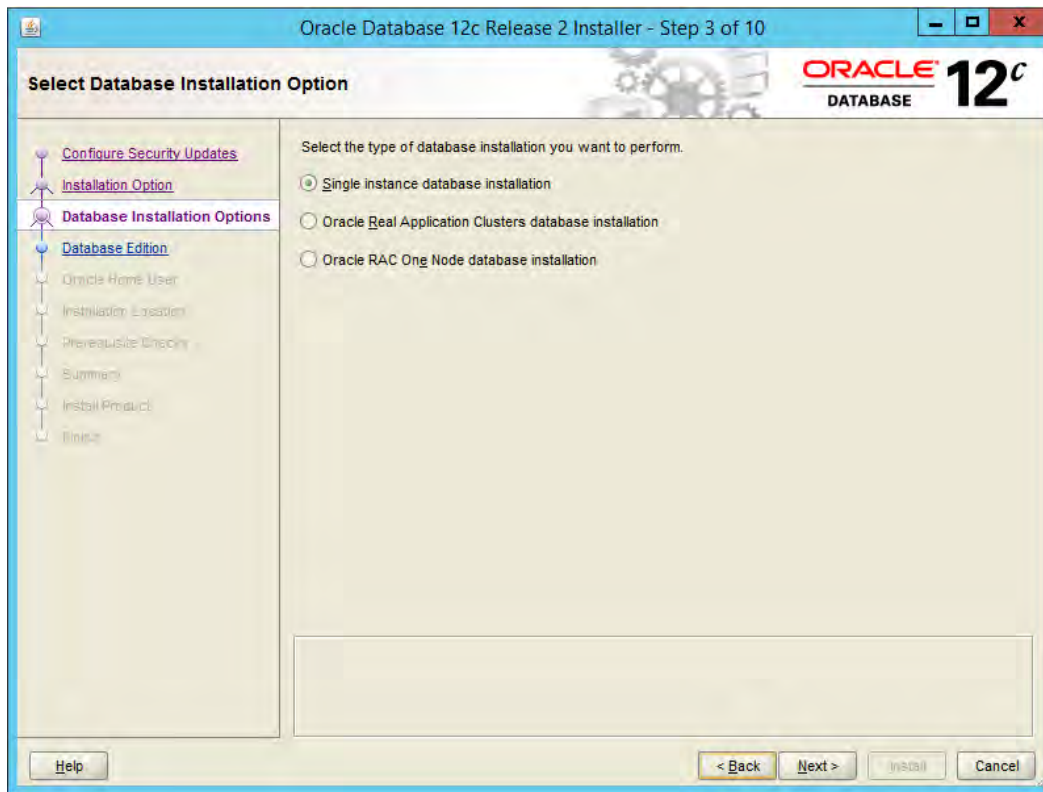 Oracle Database 12c Release 2 Installer - Step 3 of 10
Select Database Installation Option
ORACLE
DATABASE
12c
Configure Security Updates
Installation Option
Database Installation Options
Database Edition
Oracle Home User
Installation Location
Prerequisite Checks
Summary
Install Product
Finish
Select the type of database installation you want to perform.
Single instance database installation
Oracle Real Application Clusters database installation
Oracle RAC One Node database installation
Help
< Back
Next >
Install
Cancel